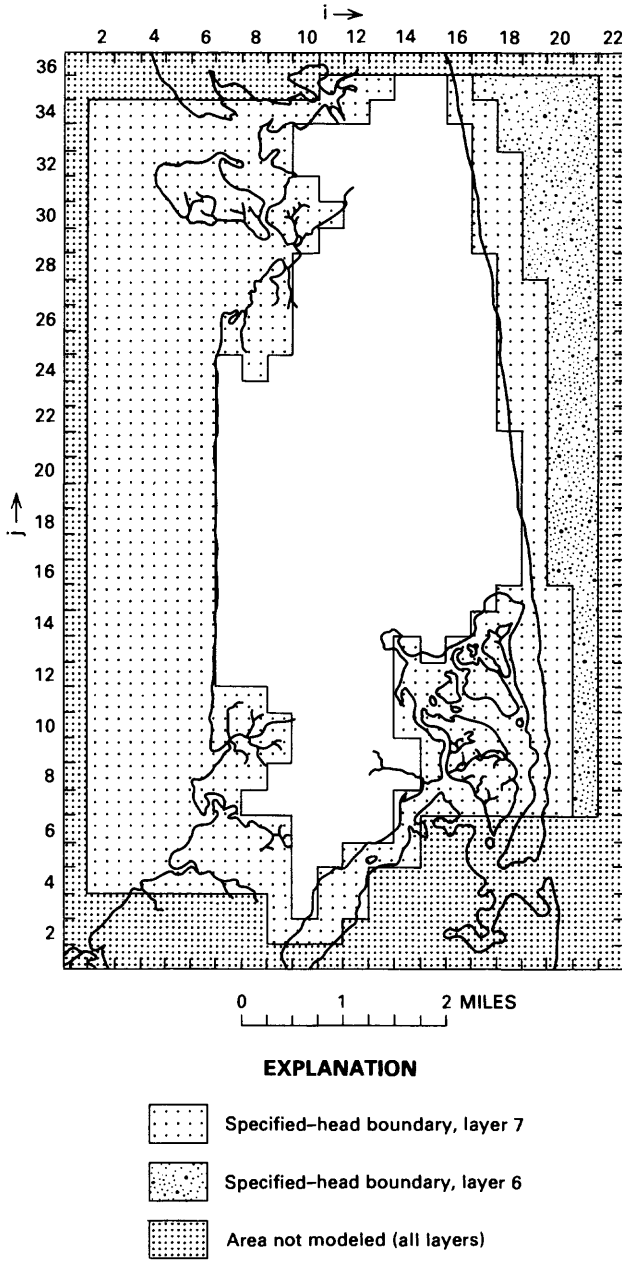 i →
2 4 6 8 10 12 14 16 18 20 22
36
34
32
30
28
26
24
22
20
j →
18
16
14
12
10
8
6
4
2
0 1 2 MILES
EXPLANATION
Specified-head boundary, layer 7
Specified-head boundary, layer 6
Area not modeled (all layers)